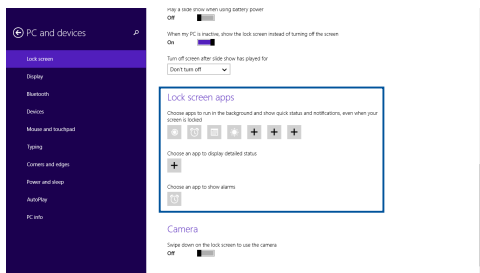 Play a slide show when using battery power
Off
PC and devices
When my PC is inactive, show the lock screen instead of turning off the screen
On
Lock screen
Turn off screen after slide show has played for
Don't turn off
Display
Bluetooth
Lock screen apps
Devices
Choose apps to run in the background and show quick status and notifications, even when your
screen is locked
Mouse and touchpad
Typing
Choose an app to display detailed status
Corners and edges
Power and sleep
Choose an app to show alarms
AutoPlay
PC info
Camera
Swipe down on the lock screen to use the camera
Off